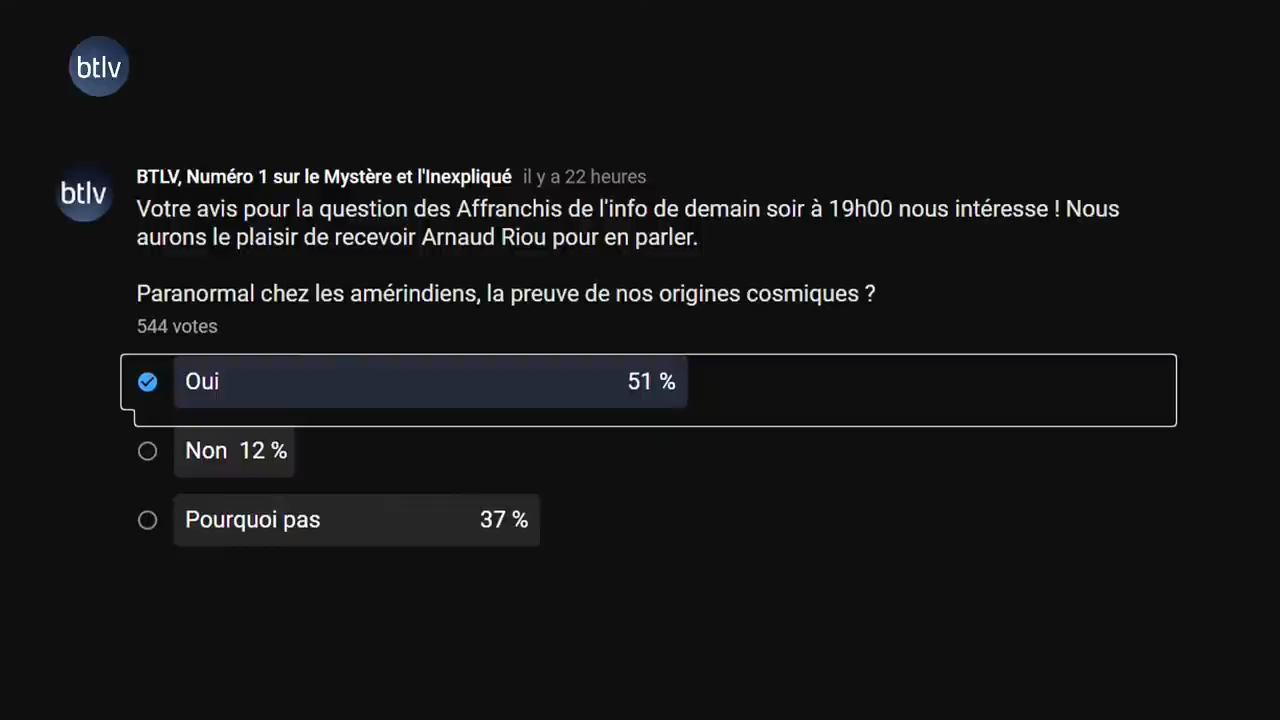 btlv
btlv
BTLV, Numéro 1 sur le Mystère et l'Inexpliqué il y a 22 heures
Votre avis pour la question des Affranchis de l'info de demain soir à 19h00 nous intéresse ! Nous
aurons le plaisir de recevoir Arnaud Riou pour en parler.
Paranormal chez les amérindiens, la preuve de nos origines cosmiques ?
544 votes
Oui 51 %
Non 12 %
Pourquoi pas 37 %